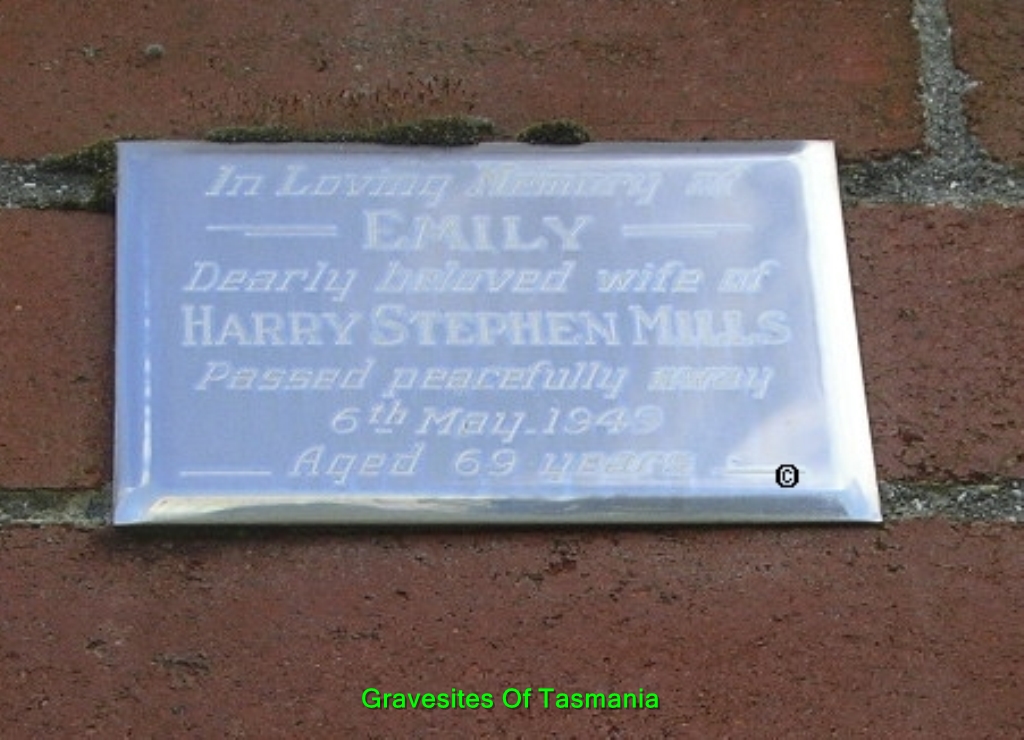 In Loving Memory of
EMILY
Dearly beloved wife of
HARRY STEPHEN MILLS
Passed peacefully away
6th May 1949
Aged 69 years
©
Gravesites Of Tasmania